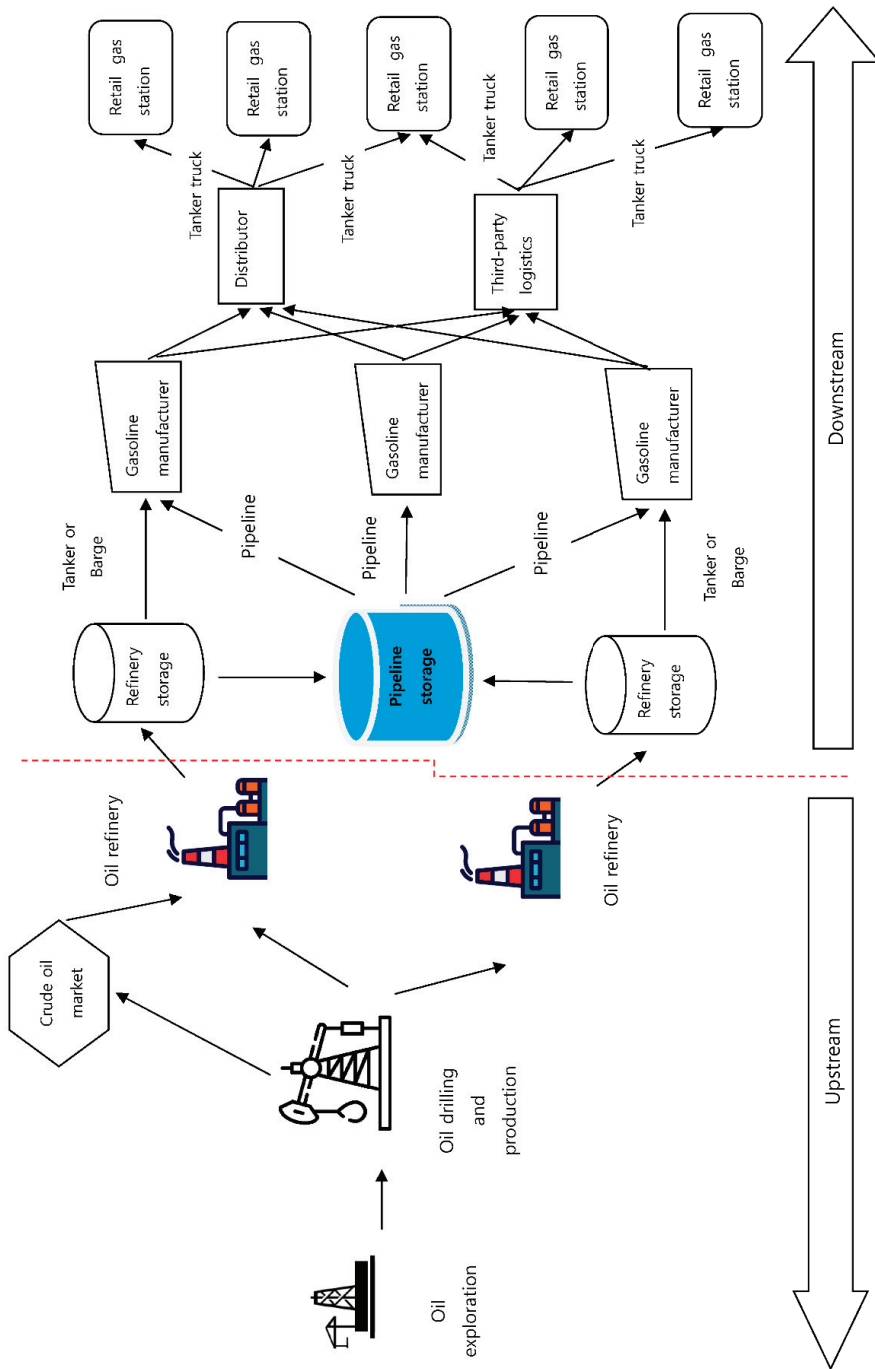 Oil
exploration
Oil drilling
and
production
Crude oil
market
Oil refinery
Oil refinery
Refinery
storage
Pipeline
storage
Refinery
storage
Tanker or
Barge
Pipeline
Pipeline
Pipeline
Tanker or
Barge
Gasoline
manufacturer
Gasoline
manufacturer
Gasoline
manufacturer
Distributor
Third-party
logistics
Tanker truck
Tanker truck
Tanker truck
Tanker truck
Retail gas
station
Retail gas
station
Retail gas
station
Retail gas
station
Retail gas
station
Upstream
Downstream